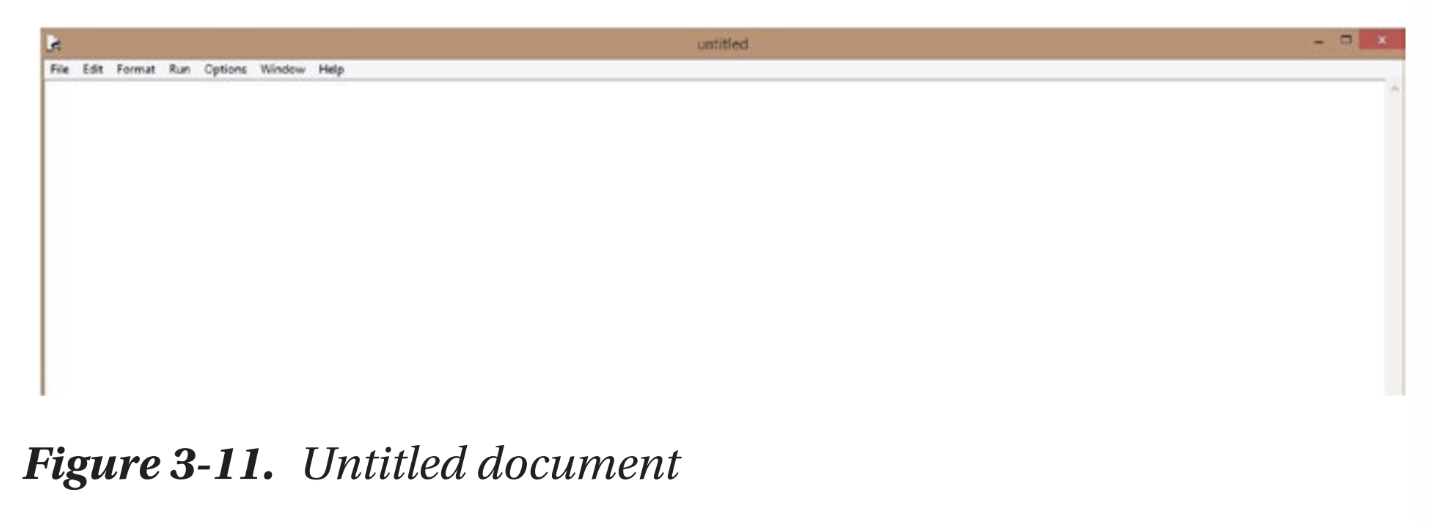 untitled
File Edit Format Run Options Window Help
Figure 3-11. Untitled document